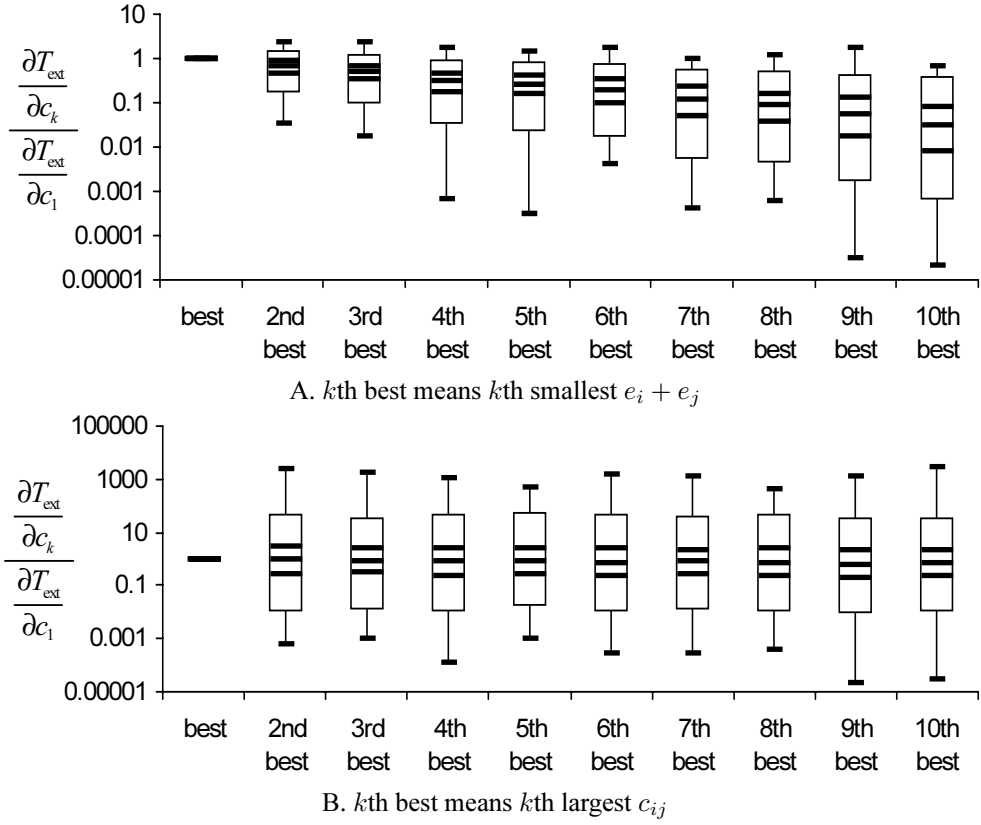 ∂T_ext
∂c_k
∂T_ext
∂c_1
10
1
0.1
0.01
0.001
0.0001
0.00001
best 2nd best 3rd best 4th best 5th best 6th best 7th best 8th best 9th best 10th best
A. kth best means kth smallest e_i + e_j
∂T_ext
∂c_k
∂T_ext
∂c_1
100000
1000
10
0.1
0.001
0.00001
best 2nd best 3rd best 4th best 5th best 6th best 7th best 8th best 9th best 10th best
B. kth best means kth largest c_ij